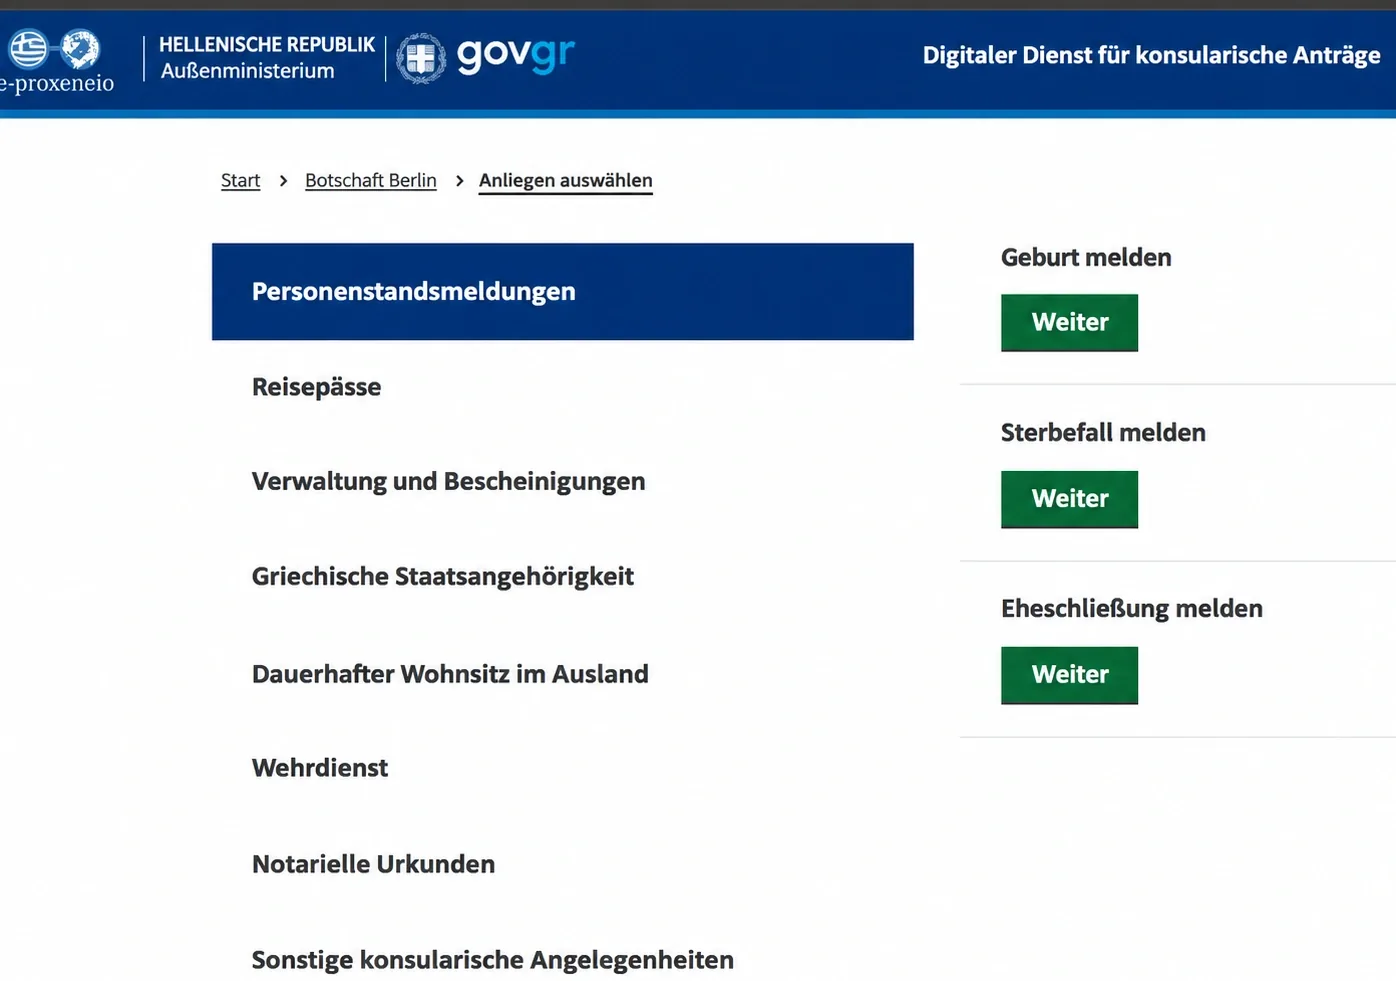 e-proxeneio
HELLENISCHE REPUBLIK
Außenministerium
govgr
Digitaler Dienst für konsularische Anträge
Start > Botschaft Berlin > Anliegen auswählen
Personenstandsmeldungen
Reisepässe
Verwaltung und Bescheinigungen
Griechische Staatsangehörigkeit
Dauerhafter Wohnsitz im Ausland
Wehrdienst
Notarielle Urkunden
Sonstige konsularische Angelegenheiten
Geburt melden
Weiter
Sterbefall melden
Weiter
Eheschließung melden
Weiter